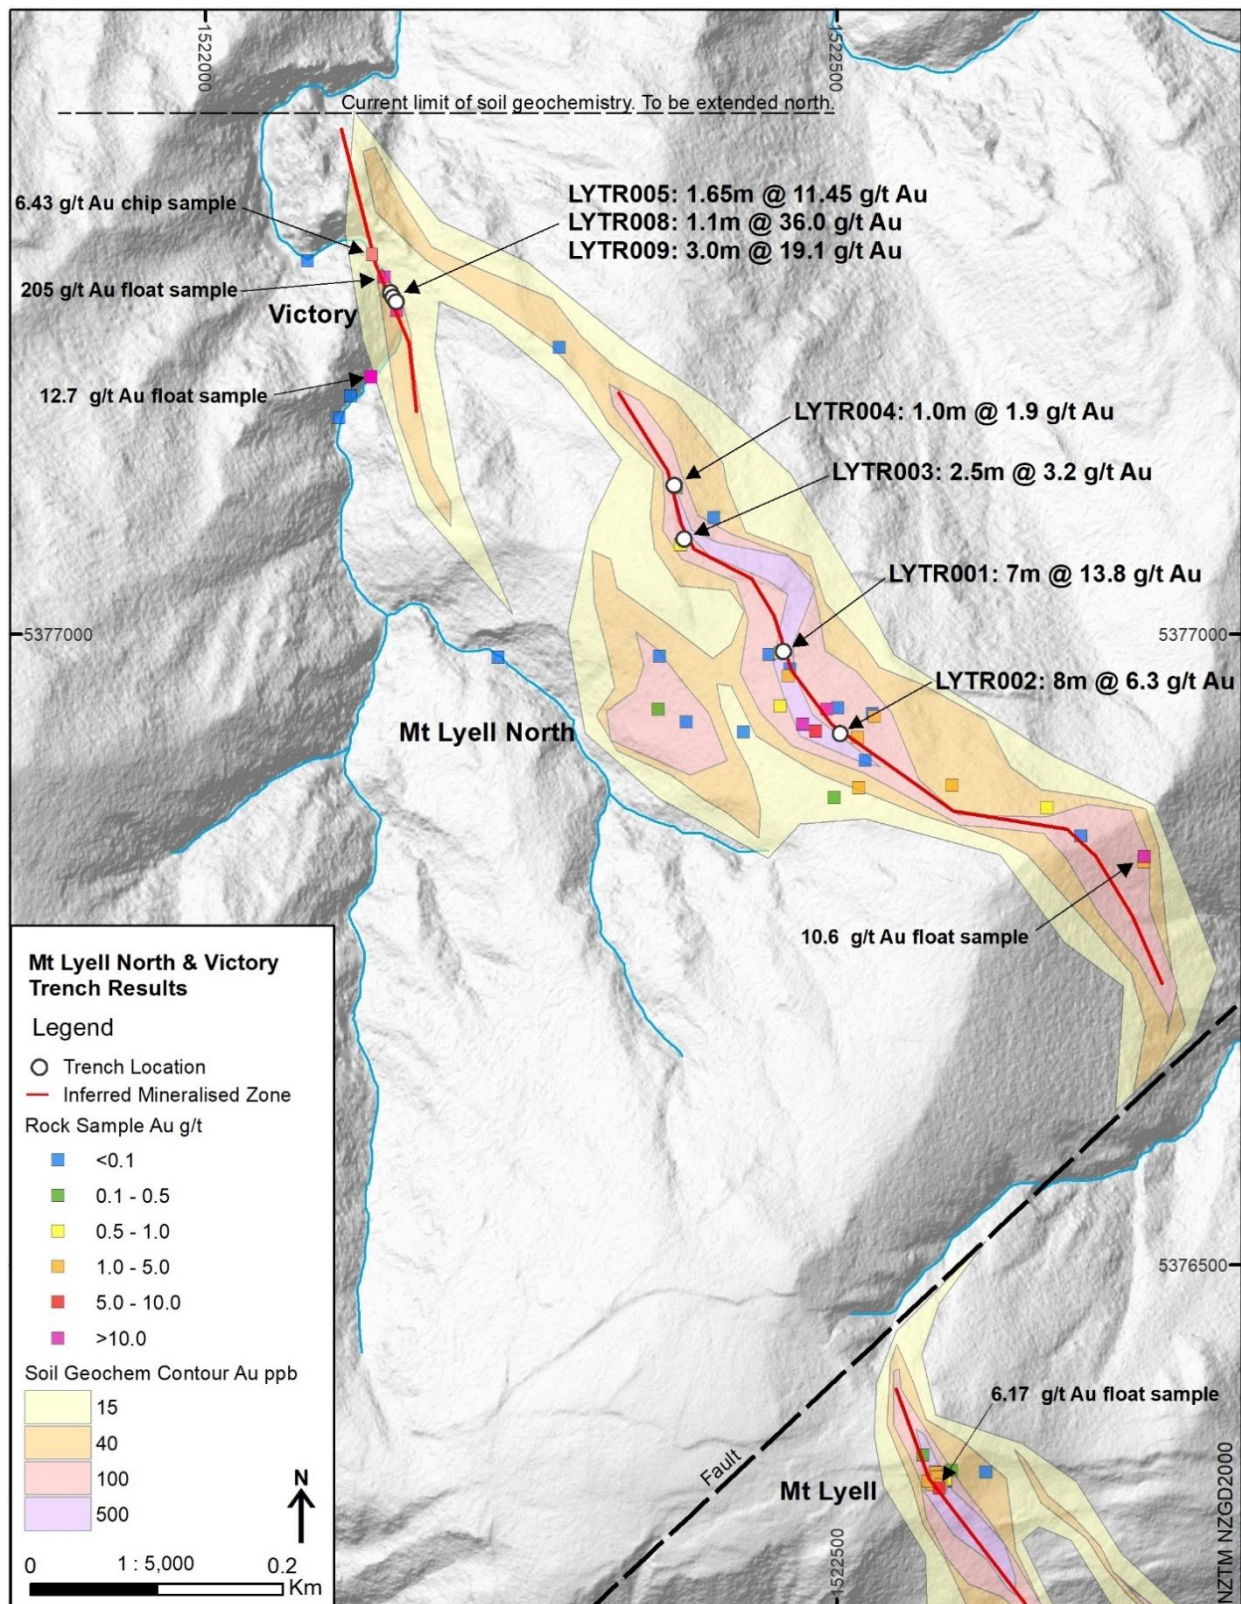 1522000
1522500
Current limit of soil geochemistry. To be extended north.
6.43 g/t Au chip sample
LYTR005: 1.65m @ 11.45 g/t Au
LYTR008: 1.1m @ 36.0 g/t Au
LYTR009: 3.0m @ 19.1 g/t Au
205 g/t Au float sample
Victory
12.7 g/t Au float sample
LYTR004: 1.0m @ 1.9 g/t Au
LYTR003: 2.5m @ 3.2 g/t Au
LYTR001: 7m @ 13.8 g/t Au
5377000
5377000
LYTR002: 8m @ 6.3 g/t Au
Mt Lyell North
10.6 g/t Au float sample
Mt Lyell North & Victory
Trench Results
Legend
Trench Location
Inferred Mineralised Zone
Rock Sample Au g/t
<0.1
0.1 - 0.5
0.5 - 1.0
1.0 - 5.0
5.0 - 10.0
>10.0
Soil Geochem Contour Au ppb
15
40
100
500
N
0 1 : 5,000 0.2
Km
5376500
6.17 g/t Au float sample
Fault
Mt Lyell
1522500
NZTM NZGD2000